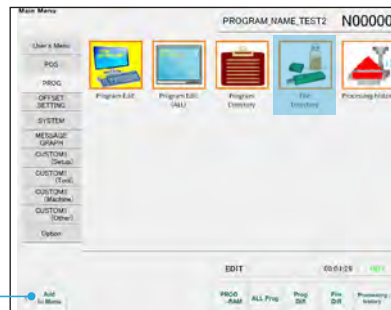 Main Menu
PROGRAM_NAME_TEST2 N00000
User's Menu
POS
PROG
OFFSET
SETTING
SYSTEM
MESSAGE
GRAPH
CUSTOM1
(Setup)
CUSTOM1
(Tool)
CUSTOM1
(Machine)
CUSTOM1
(Other)
Option
Program Edit
Program Edit
(ALL)
Program
Directory
File
Directory
Processing history
EDIT
Add
to Menu
PROG
-RAM
ALL Prog
Prog
DIR
File
DIR
Processing
history